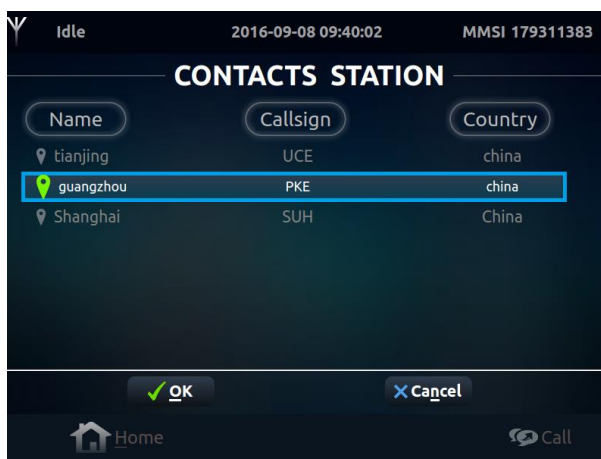 Idle 2016-09-08 09:40:02 MMSI 179311383
CONTACTS STATION
Name Callsign Country
tianjing UCE china
guangzhou PKE china
Shanghai SUH China
OK Cancel
Home Call